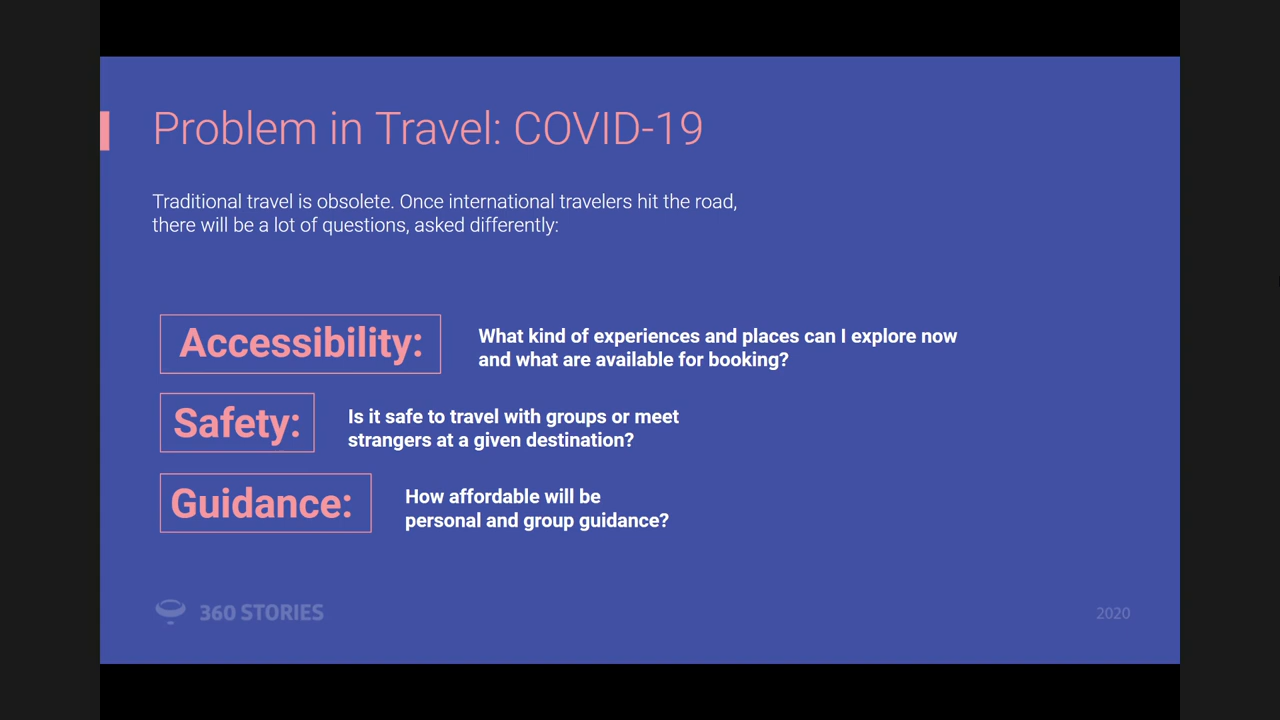 Problem in Travel: COVID-19
Traditional travel is obsolete. Once international travelers hit the road,
there will be a lot of questions, asked differently:
Accessibility:
What kind of experiences and places can I explore now
and what are available for booking?
Safety:
Is it safe to travel with groups or meet
strangers at a given destination?
Guidance:
How affordable will be
personal and group guidance?
360 STORIES
2020